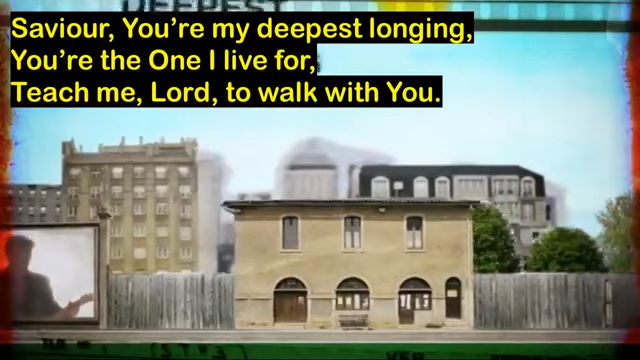 DEEPEST
Saviour, You’re my deepest longing,
You’re the One I live for,
Teach me, Lord, to walk with You.